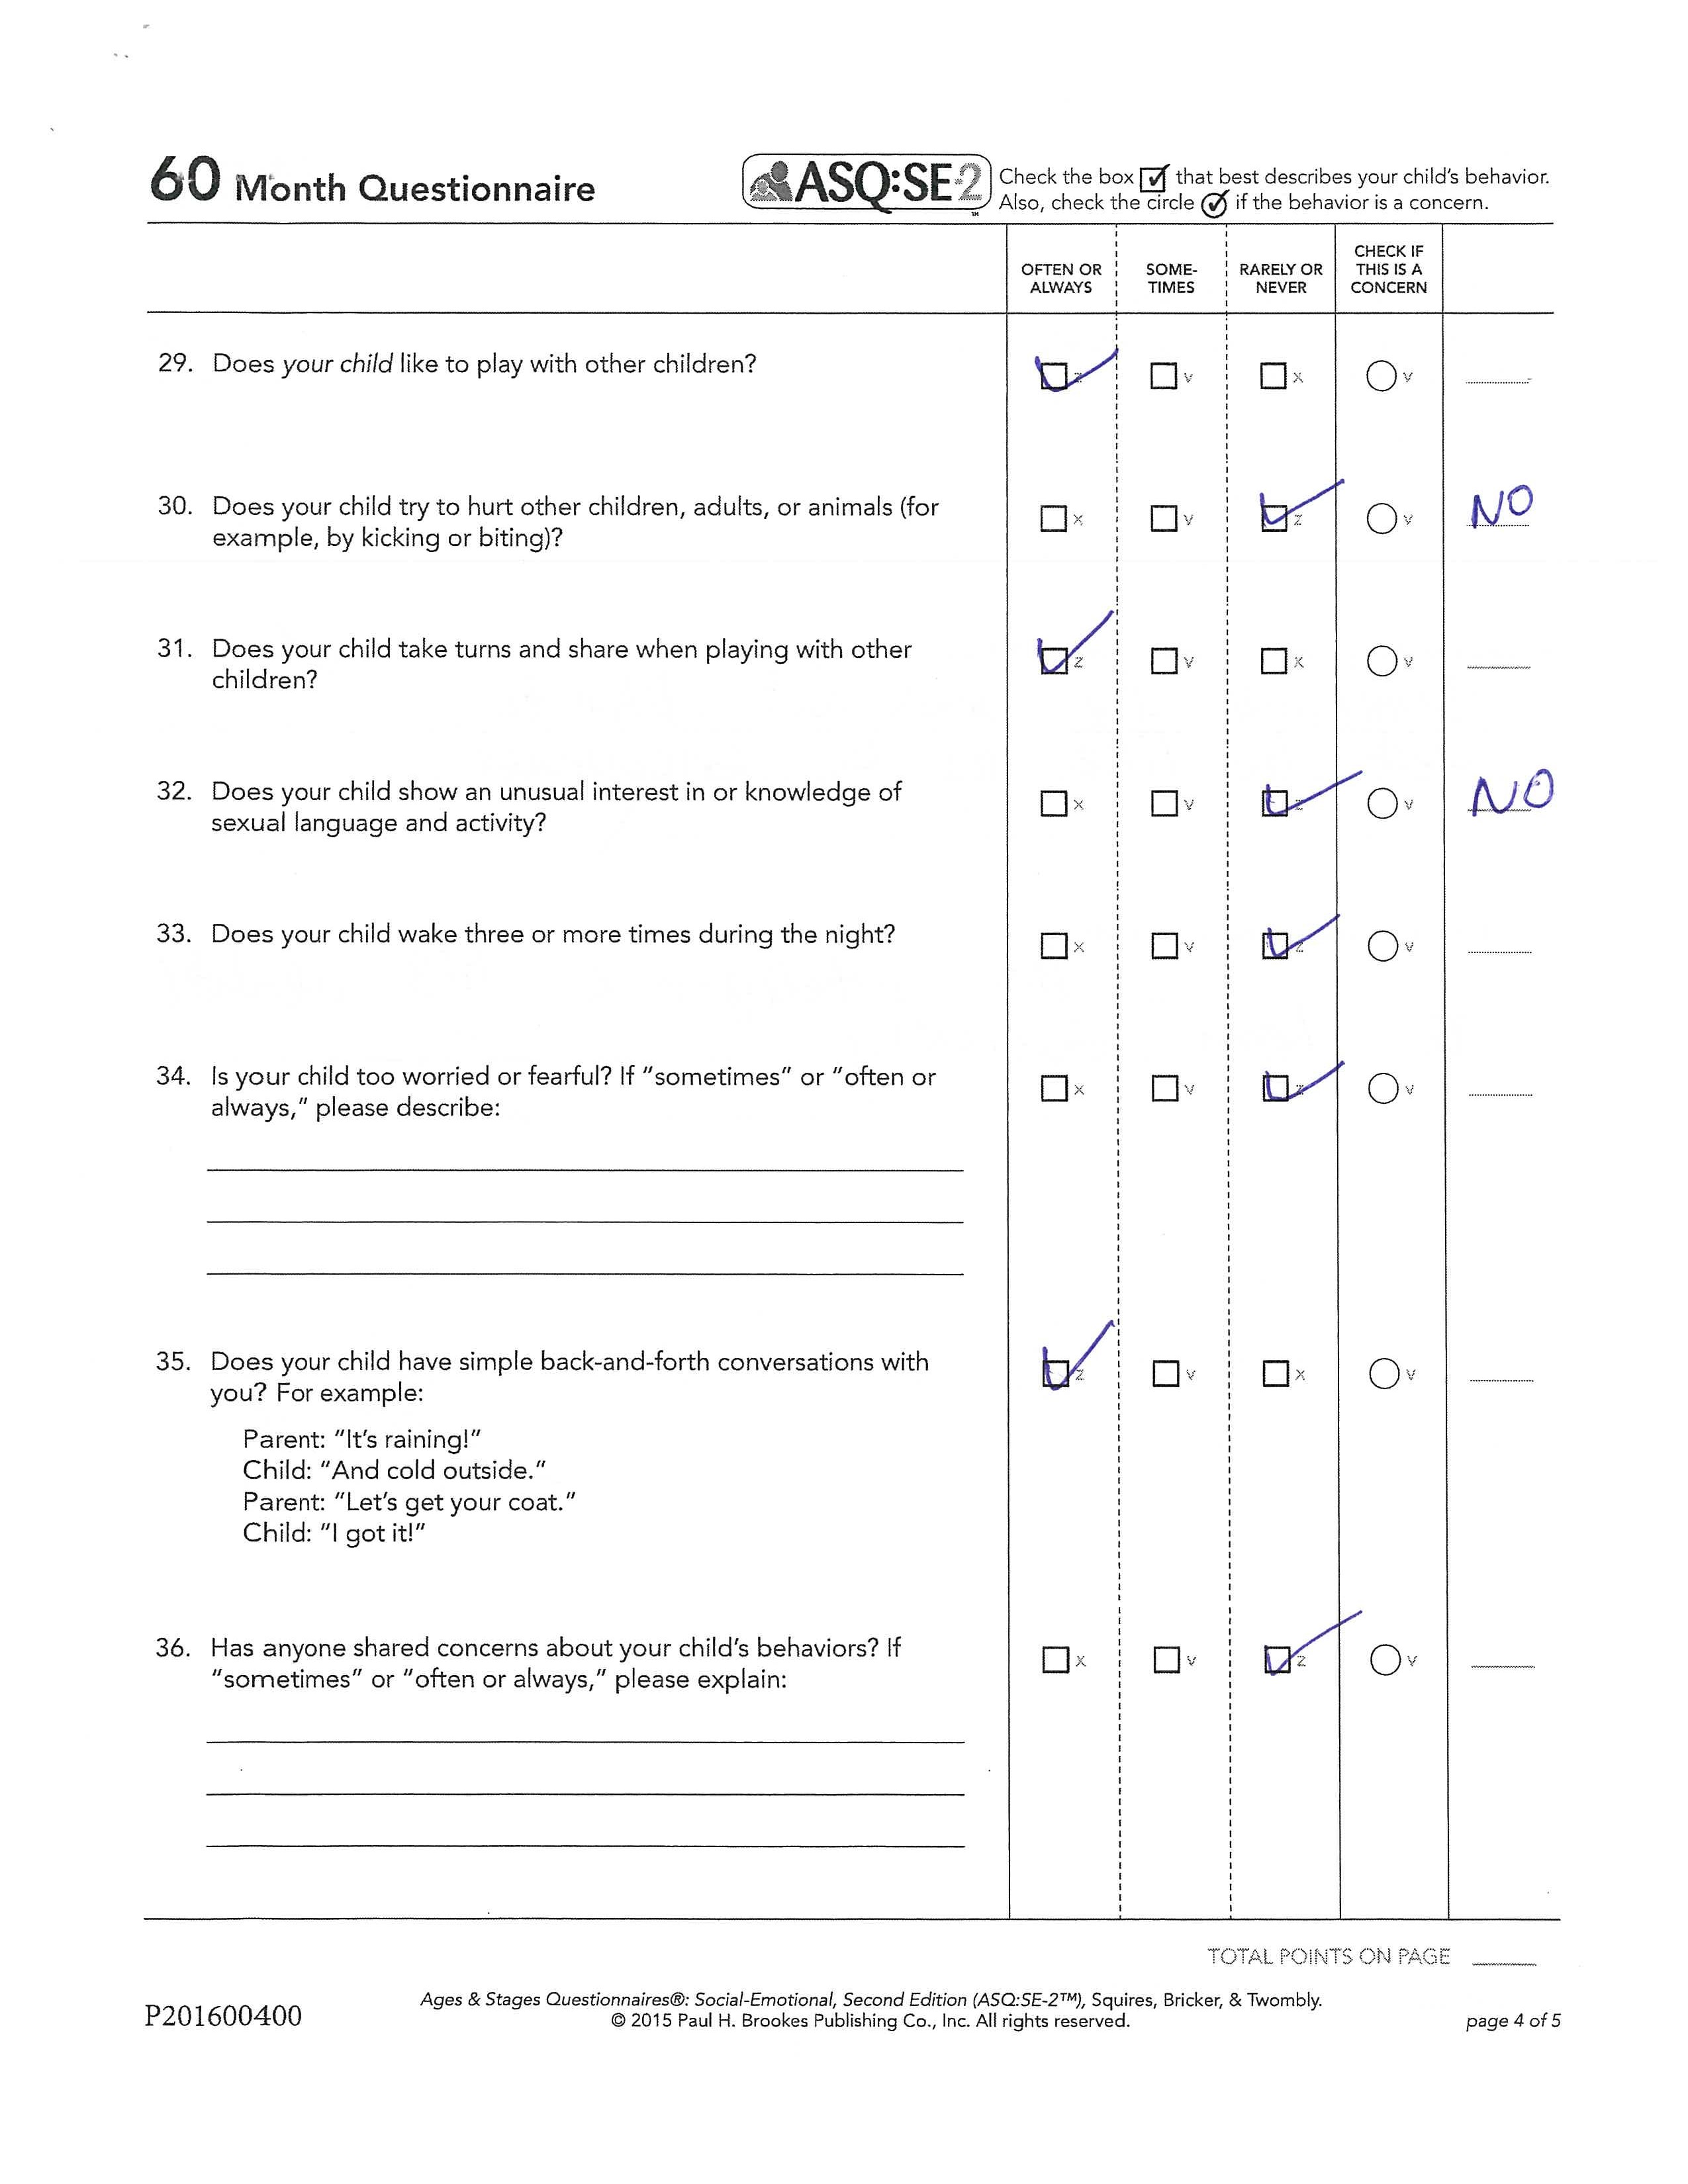 60 Month Questionnaire
ASQ:SE-2™
Check the box ☑ that best describes your child's behavior.
Also, check the circle ✓ if the behavior is a concern.
OFTEN OR ALWAYS
SOME-TIMES
RARELY OR NEVER
CHECK IF THIS IS A CONCERN
29. Does your child like to play with other children?
☑ z ☐ v ☐ x ○ v
30. Does your child try to hurt other children, adults, or animals (for
example, by kicking or biting)?
☐ x ☐ v ☑ z ○ v NO
31. Does your child take turns and share when playing with other
children?
☑ z ☐ v ☐ x ○ v
32. Does your child show an unusual interest in or knowledge of
sexual language and activity?
☐ x ☐ v ☑ z ○ v NO
33. Does your child wake three or more times during the night?
☐ x ☐ v ☑ z ○ v
34. Is your child too worried or fearful? If "sometimes" or "often or
always," please describe:
☐ x ☐ v ☑ z ○ v
35. Does your child have simple back-and-forth conversations with
you? For example:
☑ z ☐ v ☐ x ○ v
Parent: "It's raining!"
Child: "And cold outside."
Parent: "Let's get your coat."
Child: "I got it!"
36. Has anyone shared concerns about your child's behaviors? If
"sometimes" or "often or always," please explain:
☐ x ☐ v ☑ z ○ v
TOTAL POINTS ON PAGE
Ages & Stages Questionnaires®: Social-Emotional, Second Edition (ASQ:SE-2™), Squires, Bricker, & Twombly.
P201600400
© 2015 Paul H. Brookes Publishing Co., Inc. All rights reserved.
page 4 of 5